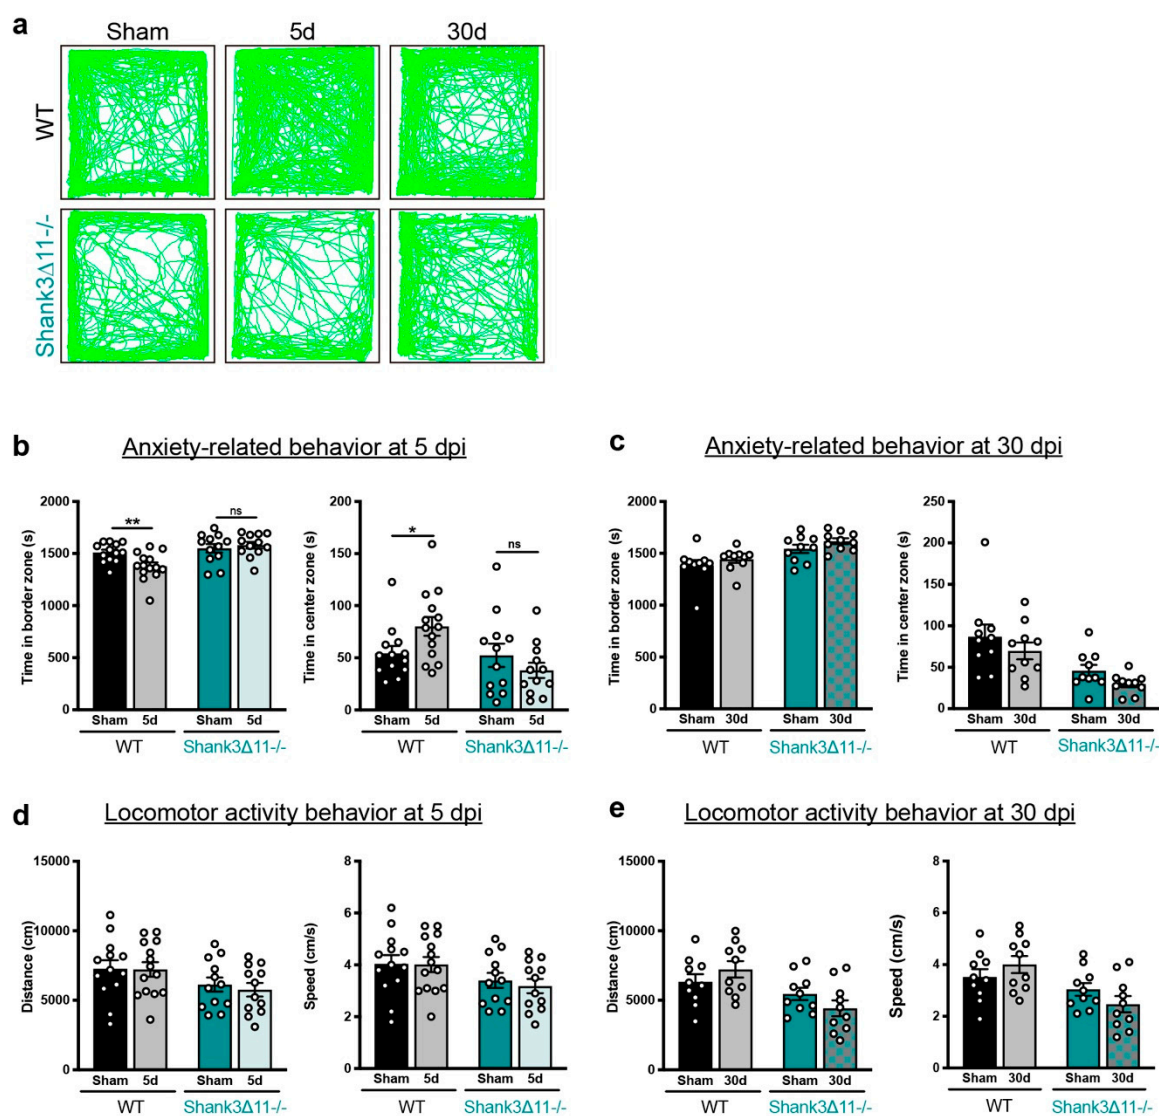 a
Sham 5d 30d
WT
Shank3Δ11-/-
b Anxiety-related behavior at 5 dpi
Time in border zone (s)
2000
1500
1000
500
0
**
ns
Sham 5d Sham 5d
WT Shank3Δ11-/-
Time in center zone (s)
200
150
100
50
0
*
ns
Sham 5d Sham 5d
WT Shank3Δ11-/-
c Anxiety-related behavior at 30 dpi
Time in border zone (s)
2000
1500
1000
500
0
Sham 30d Sham 30d
WT Shank3Δ11-/-
Time in center zone (s)
250
200
150
100
50
0
Sham 30d Sham 30d
WT Shank3Δ11-/-
d Locomotor activity behavior at 5 dpi
Distance (cm)
15000
10000
5000
0
Sham 5d Sham 5d
WT Shank3Δ11-/-
Speed (cm/s)
8
6
4
2
0
Sham 5d Sham 5d
WT Shank3Δ11-/-
e Locomotor activity behavior at 30 dpi
Distance (cm)
15000
10000
5000
0
Sham 30d Sham 30d
WT Shank3Δ11-/-
Speed (cm/s)
8
6
4
2
0
Sham 30d Sham 30d
WT Shank3Δ11-/-